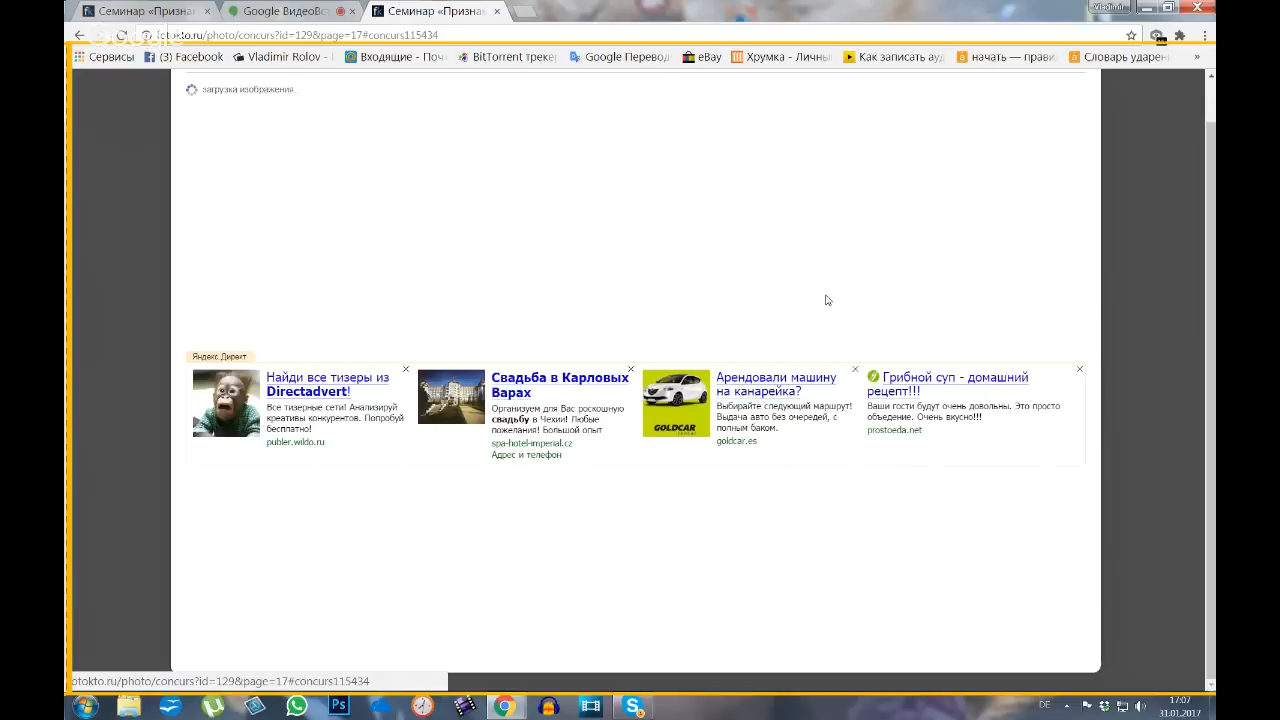 Семинар «Признан
Google ВидеоВст
Семинар «Признан
Vladimir
otokto.ru/photo/concurs?id=129&page=17#concurs115434
Сервисы
(3) Facebook
Vladimir Rolov -
Входящие - Поч
BitTorrent трекер
Google Перевод
eBay
Хрумка - Личны
Как записать ауд
начать — прави
Словарь ударен
»
загрузка изображения...
Яндекс.Директ
Найди все тизеры из
Directadvert!
Все тизерные сети! Анализируй
креативы конкурентов. Попробуй
бесплатно!
publer.wildo.ru
Свадьба в Карловых
Варах
Организуем для Вас роскошную
свадьбу в Чехии! Любые
пожелания! Большой опыт
spa-hotel-imperial.cz
Адрес и телефон
GOLDCAR
Арендовали машину
на канарейка?
Выбирайте следующий маршрут!
Выдача авто без очередей, с
полным баком.
goldcar.es
Грибной суп - домашний
рецепт!!!
Ваши гости будут очень довольны. Это просто
объедение. Очень вкусно!!!
prostoeda.net
otokto.ru/photo/concurs?id=129&page=17#concurs115434
Ps
DE
17:07
31.01.2017